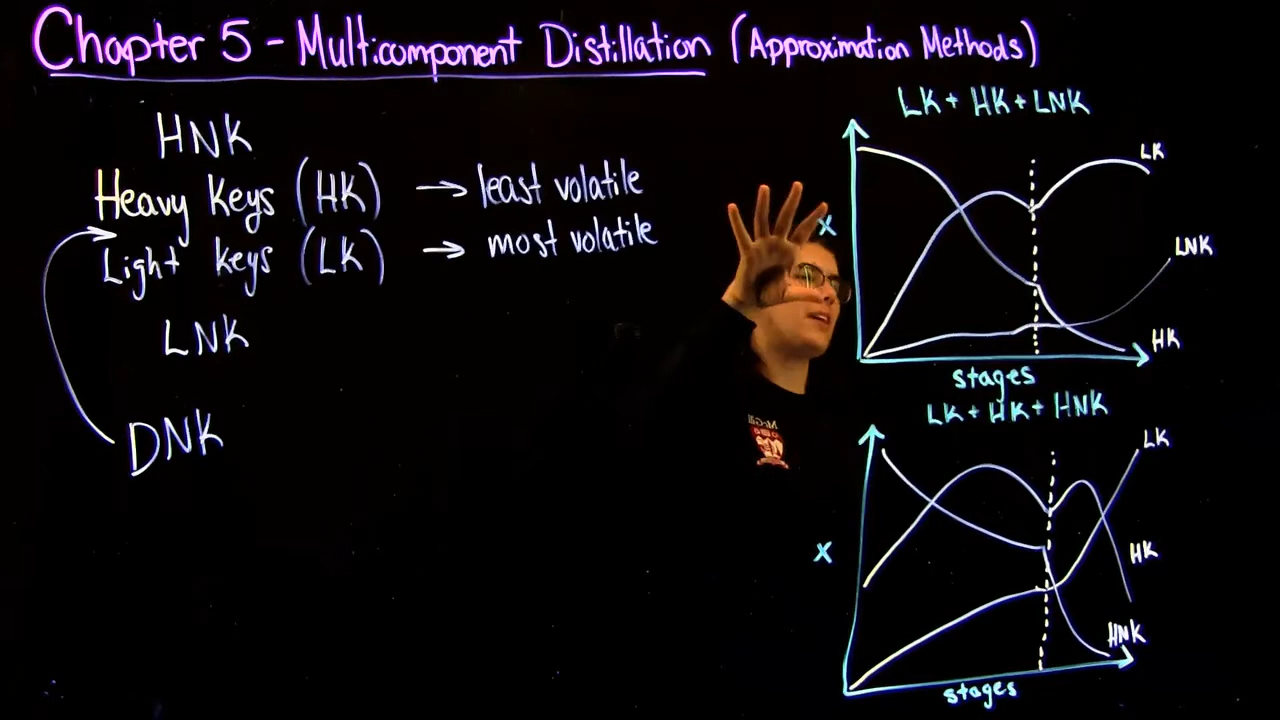 Chapter 5 - Multicomponent Distillation (Approximation Methods)
HNK
Heavy Keys (HK) → least volatile
Light keys (LK) → most volatile
LNK
DNK
LK + HK + LNK
LK
X
LNK
HK
stages
LK + HK + HNK
LK
X
HK
HNK
stages
McGill